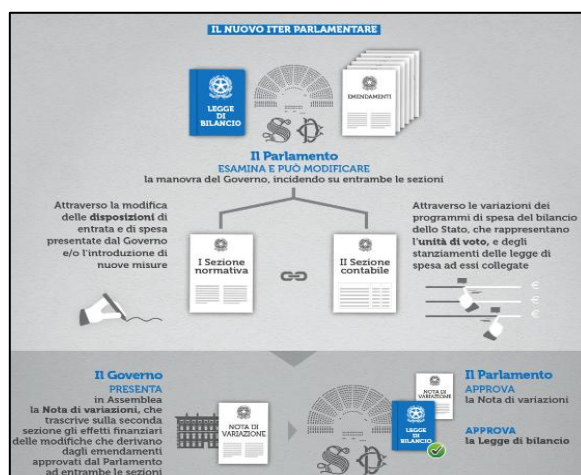 IL NUOVO ITER PARLAMENTARE
LEGGE
DI
BILANCIO
EMENDAMENTI
Il Parlamento
ESAMINA E PUÒ MODIFICARE
la manovra del Governo, incidendo su entrambe le sezioni
Attraverso la modifica
delle disposizioni di
entrata e di spesa
presentate dal Governo
e/o l'introduzione di
nuove misure
I Sezione
normativa
II Sezione
contabile
Attraverso le variazioni dei
programmi di spesa del bilancio
dello Stato, che rappresentano
l'unità di voto, e degli
stanziamenti delle legge di
spesa ad essi collegate
€
€
€
Il Governo
PRESENTA
in Assemblea
la Nota di variazioni, che
trascrive sulla seconda
sezione gli effetti finanziari
delle modifiche che derivano
dagli emendamenti
approvati dal Parlamento
ad entrambe le sezioni
NOTA DI
VARIAZIONE
NOTA DI
VARIAZIONE
LEGGE
DI
BILANCIO
Il Parlamento
APPROVA
la Nota di variazioni
APPROVA
la Legge di bilancio